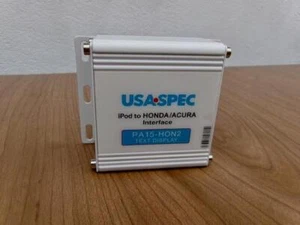 USA SPEC
iPod to HONDA/ACURA
Interface
PA15-HON2
TEXT DISPLAY